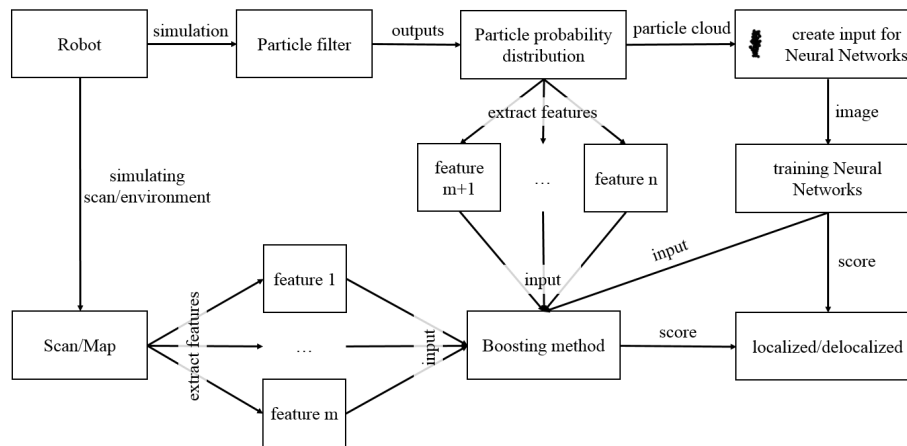 Robot
simulation
Particle filter
outputs
Particle probability
distribution
particle cloud
create input for
Neural Networks
extract features
image
feature
m+1
...
feature n
training Neural
Networks
simulating
scan/environment
input
input
score
feature 1
extract features
Scan/Map
...
input
Boosting method
score
localized/delocalized
feature m